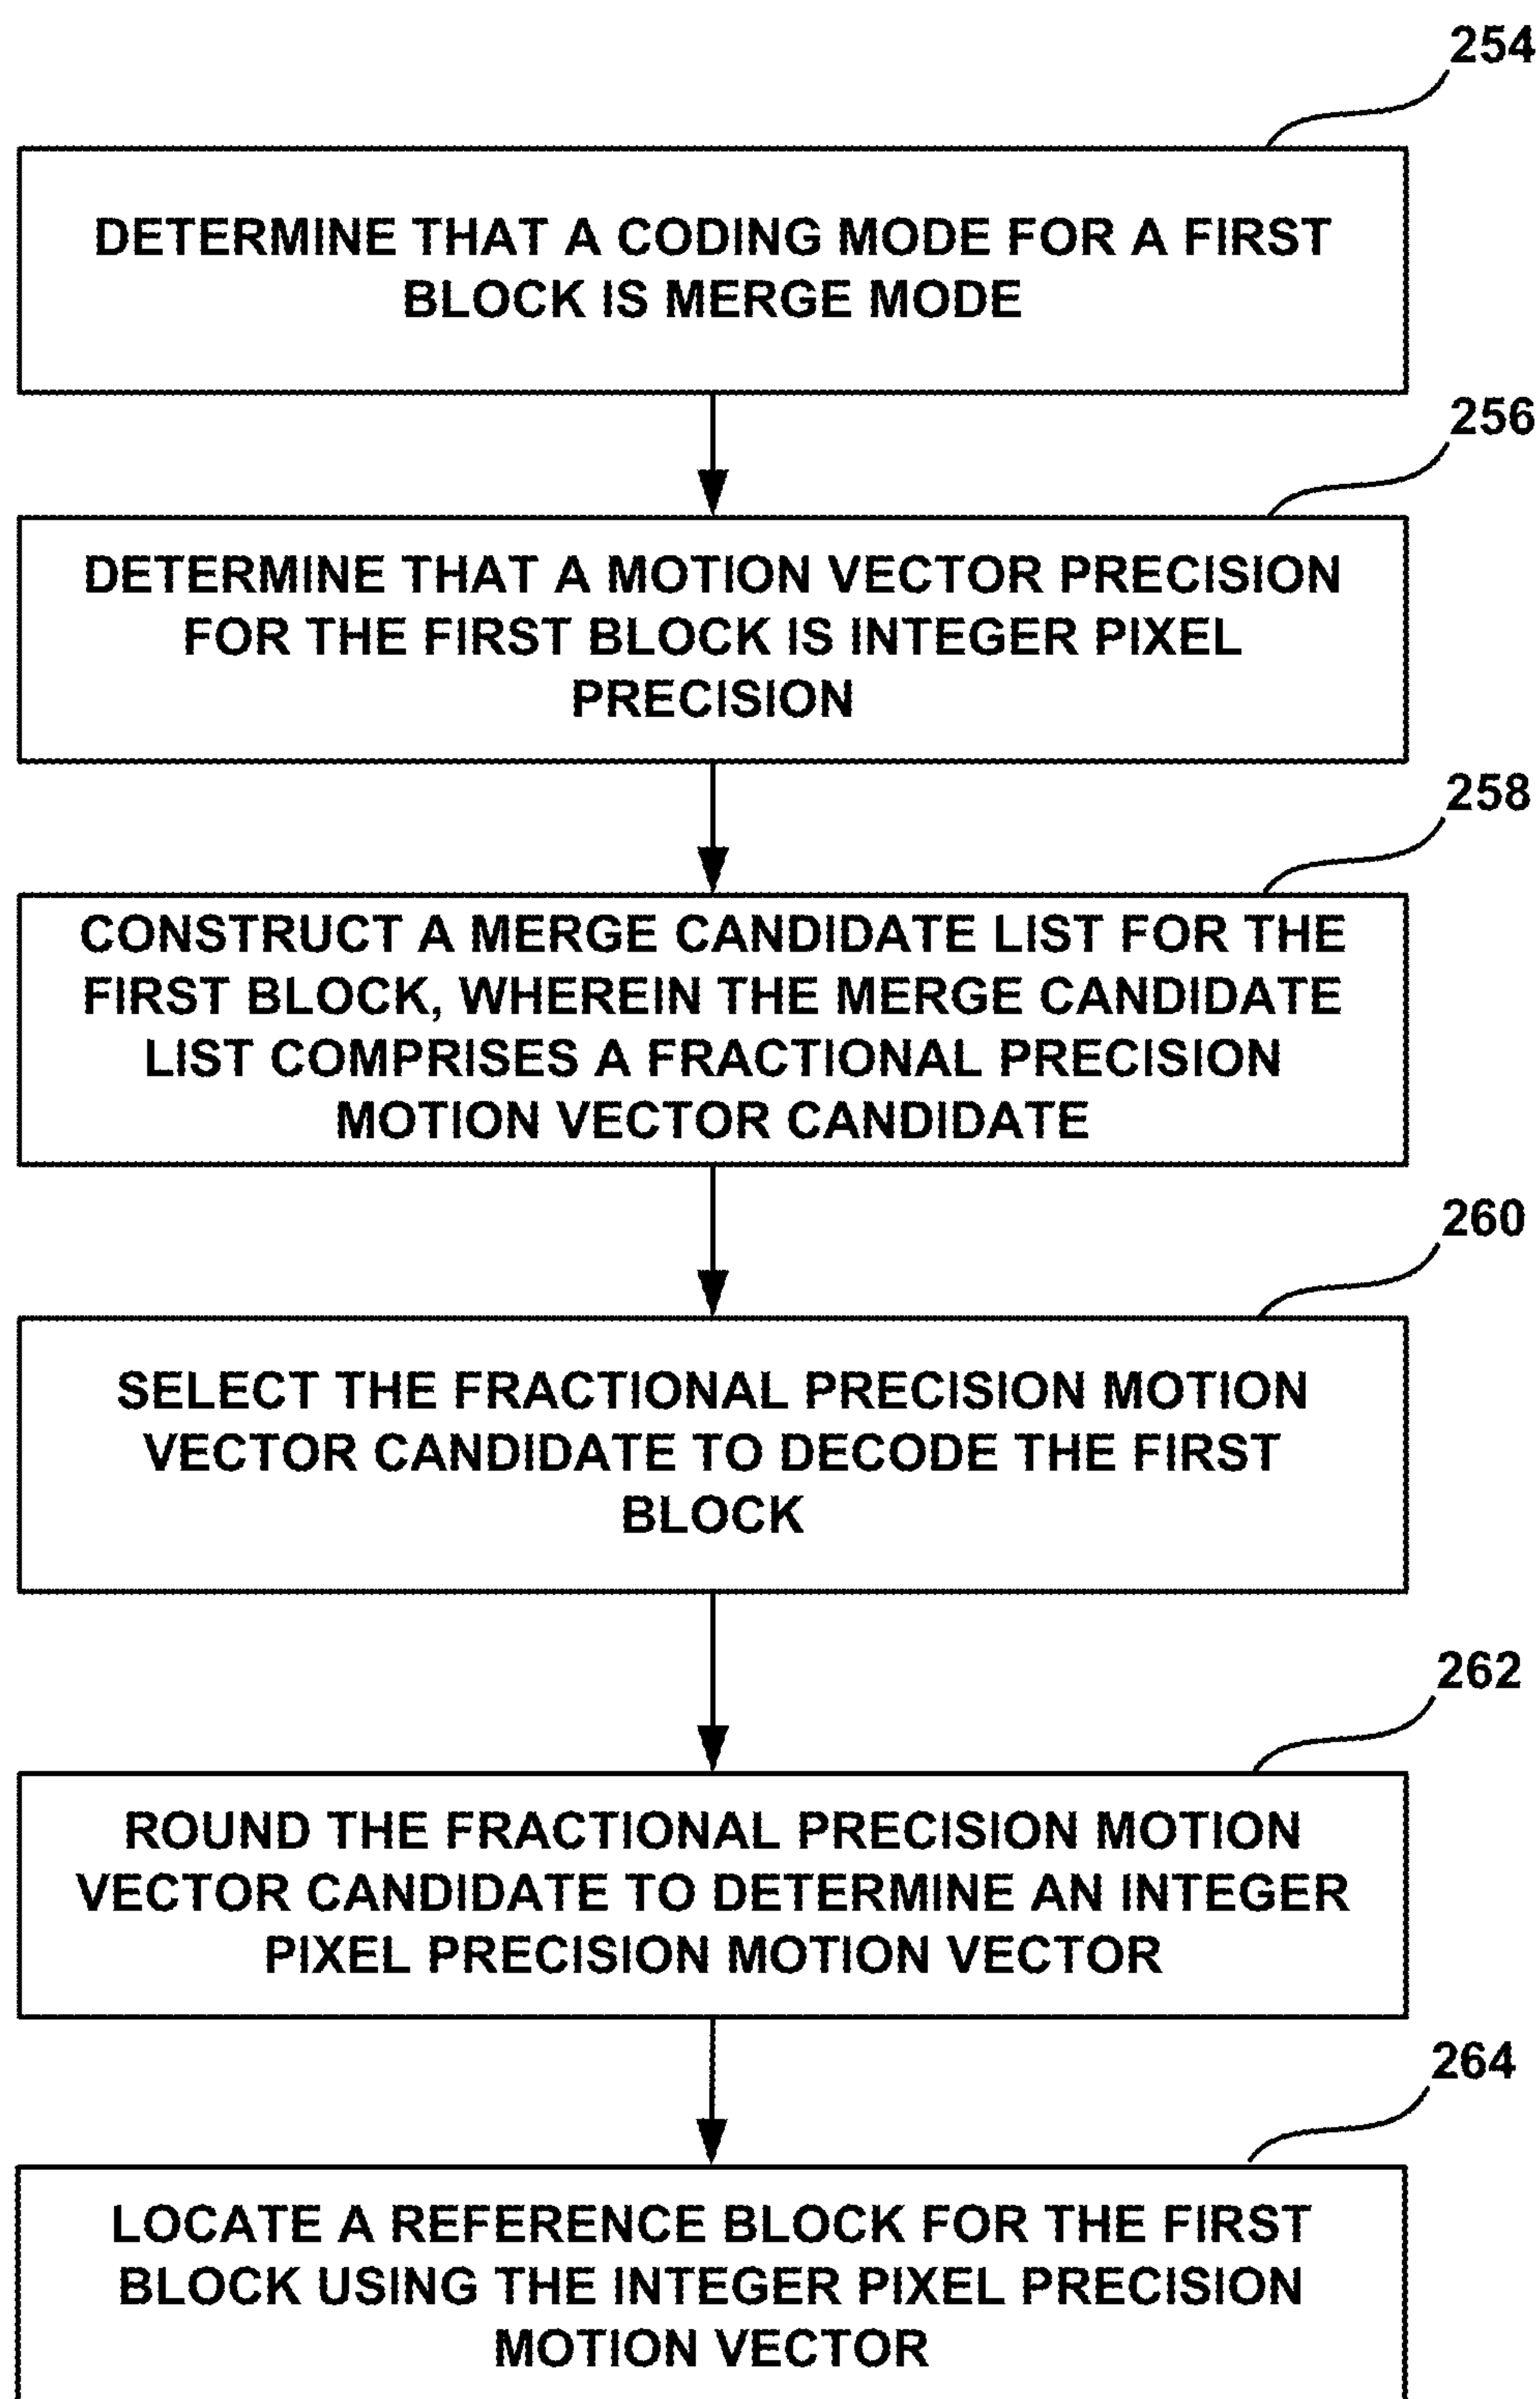 254
DETERMINE THAT A CODING MODE FOR A FIRST
BLOCK IS MERGE MODE
256
DETERMINE THAT A MOTION VECTOR PRECISION
FOR THE FIRST BLOCK IS INTEGER PIXEL
PRECISION
258
CONSTRUCT A MERGE CANDIDATE LIST FOR THE
FIRST BLOCK, WHEREIN THE MERGE CANDIDATE
LIST COMPRISES A FRACTIONAL PRECISION
MOTION VECTOR CANDIDATE
260
SELECT THE FRACTIONAL PRECISION MOTION
VECTOR CANDIDATE TO DECODE THE FIRST
BLOCK
262
ROUND THE FRACTIONAL PRECISION MOTION
VECTOR CANDIDATE TO DETERMINE AN INTEGER
PIXEL PRECISION MOTION VECTOR
264
LOCATE A REFERENCE BLOCK FOR THE FIRST
BLOCK USING THE INTEGER PIXEL PRECISION
MOTION VECTOR